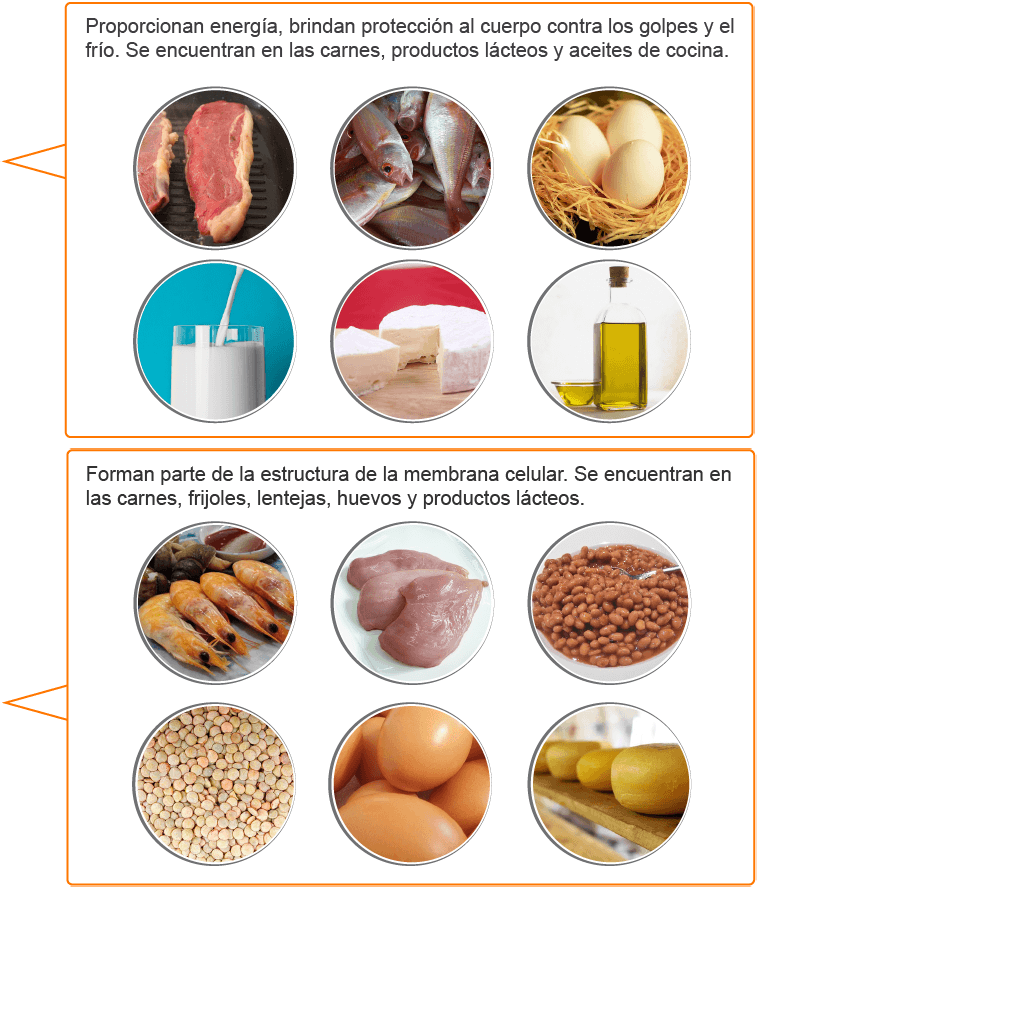 Proporcionan energía, brindan protección al cuerpo contra los golpes y el
frío. Se encuentran en las carnes, productos lácteos y aceites de cocina.
Forman parte de la estructura de la membrana celular. Se encuentran en
las carnes, frijoles, lentejas, huevos y productos lácteos.